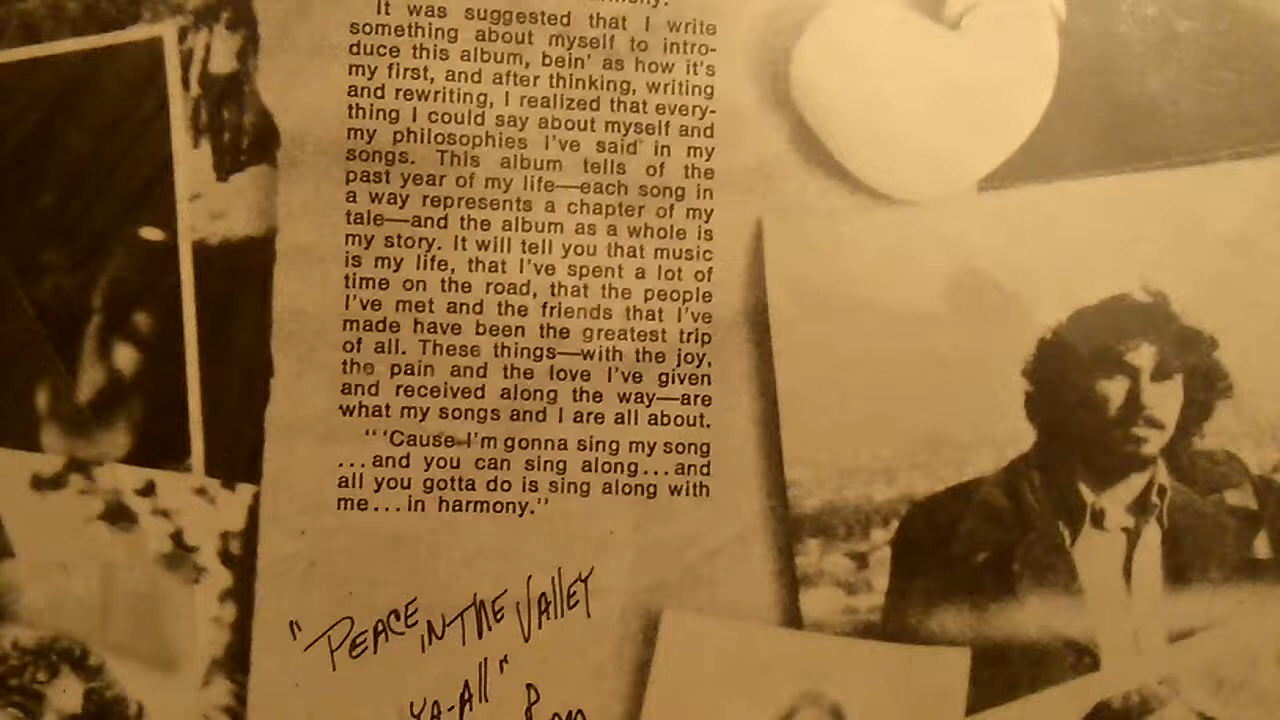 It was suggested that I write
something about myself to intro-
duce this album, bein' as how it's
my first, and after thinking, writing
and rewriting, I realized that every-
thing I could say about myself and
my philosophies I've said in my
songs. This album tells of the
past year of my life—each song in
a way represents a chapter of my
tale—and the album as a whole is
my story. It will tell you that music
is my life, that I've spent a lot of
time on the road, that the people
I've met and the friends that I've
made have been the greatest trip
of all. These things—with the joy,
the pain and the love I've given
and received along the way—are
what my songs and I are all about.
"'Cause I'm gonna sing my song
...and you can sing along...and
all you gotta do is sing along with
me...in harmony."
"PEACE IN THE VALLEY
YA-All"